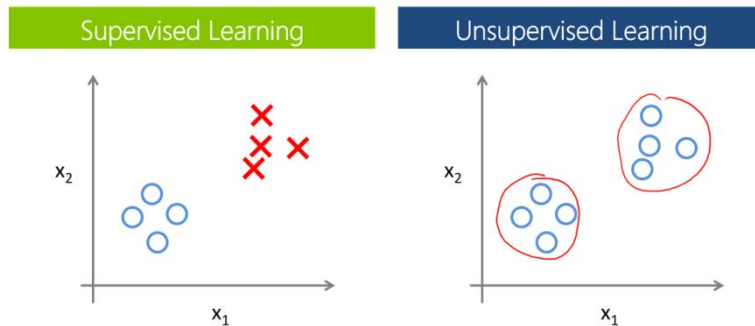 Supervised Learning
Unsupervised Learning
x2
x1
x2
x1